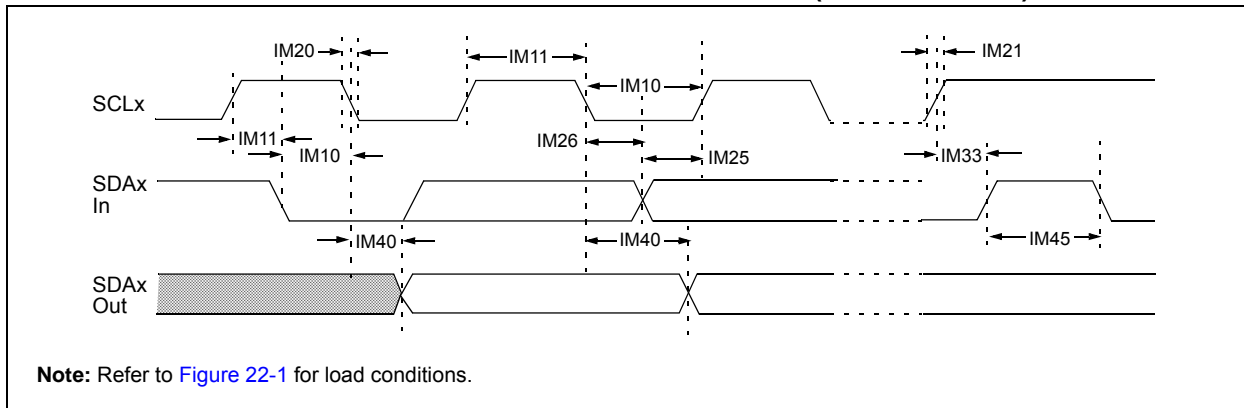 IM20
IM11
IM21
IM10
SCLx
IM11
IM26
IM10
IM25
IM33
SDAx
In
IM40
IM40
IM45
SDAx
Out
Note: Refer to Figure 22-1 for load conditions.